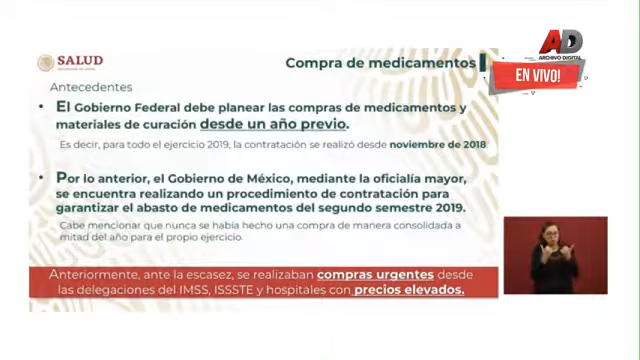 SALUD
Compra de medicamentos
AD
ARCHIVO DIGITAL
EN VIVO!
Antecedentes
• El Gobierno Federal debe planear las compras de medicamentos y
materiales de curación desde un año previo.
Es decir, para todo el ejercicio 2019, la contratación se realizó desde noviembre de 2018
• Por lo anterior, el Gobierno de México, mediante la oficialía mayor,
se encuentra realizando un procedimiento de contratación para
garantizar el abasto de medicamentos del segundo semestre 2019.
Cabe mencionar que nunca se había hecho una compra de manera consolidada a
mitad del año para el propio ejercicio.
Anteriormente, ante la escasez, se realizaban compras urgentes desde
las delegaciones del IMSS, ISSSTE y hospitales con precios elevados.